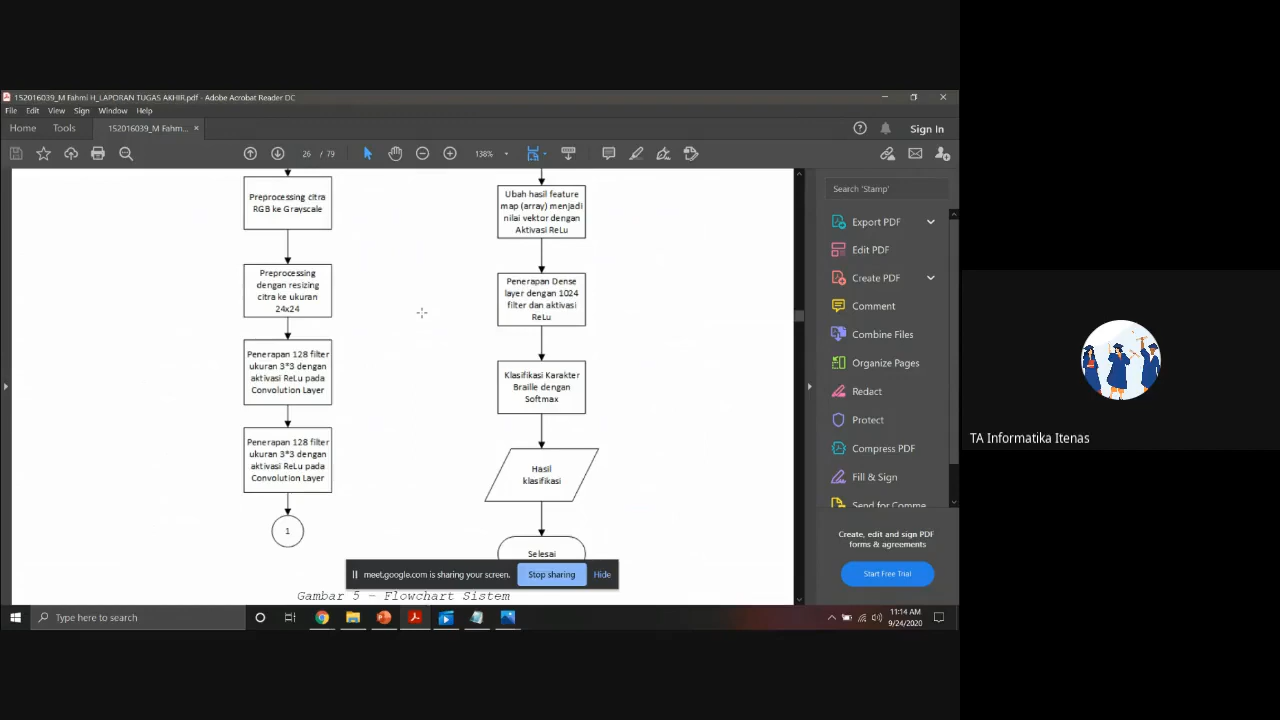 152016039_M Fahmi H_LAPORAN TUGAS AKHIR.pdf - Adobe Acrobat Reader DC
File Edit View Sign Window Help
Home Tools 152016039_M Fahm... × Sign In
26 / 79 138%
Preprocessing citra
RGB ke Grayscale
Preprocessing
dengan resizing
citra ke ukuran
24x24
Penerapan 128 filter
ukuran 3*3 dengan
aktivasi ReLu pada
Convolution Layer
Penerapan 128 filter
ukuran 3*3 dengan
aktivasi ReLu pada
Convolution Layer
1
Ubah hasil feature
map (array) menjadi
nilai vektor dengan
Aktivasi ReLu
Penerapan Dense
layer dengan 1024
filter dan aktivasi
ReLu
Klasifikasi Karakter
Braille dengan
Softmax
Hasil
klasifikasi
Selesai
Gambar 5 – Flowchart Sistem
meet.google.com is sharing your screen. Stop sharing Hide
Search 'Stamp'
Export PDF
Edit PDF
Create PDF
Comment
Combine Files
Organize Pages
Redact
Protect
Compress PDF
Fill & Sign
Send for Comme
Create, edit and sign PDF
forms & agreements
Start Free Trial
Type here to search
11:14 AM
9/24/2020
TA Informatika Itenas